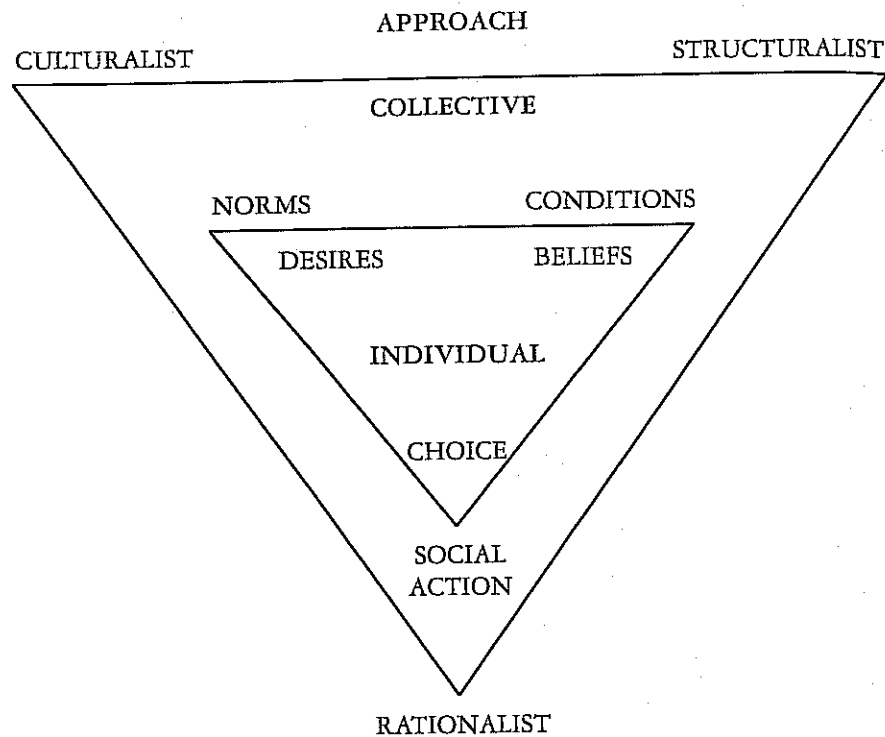 APPROACH
CULTURALIST STRUCTURALIST
COLLECTIVE
NORMS CONDITIONS
DESIRES BELIEFS
INDIVIDUAL
CHOICE
SOCIAL
ACTION
RATIONALIST